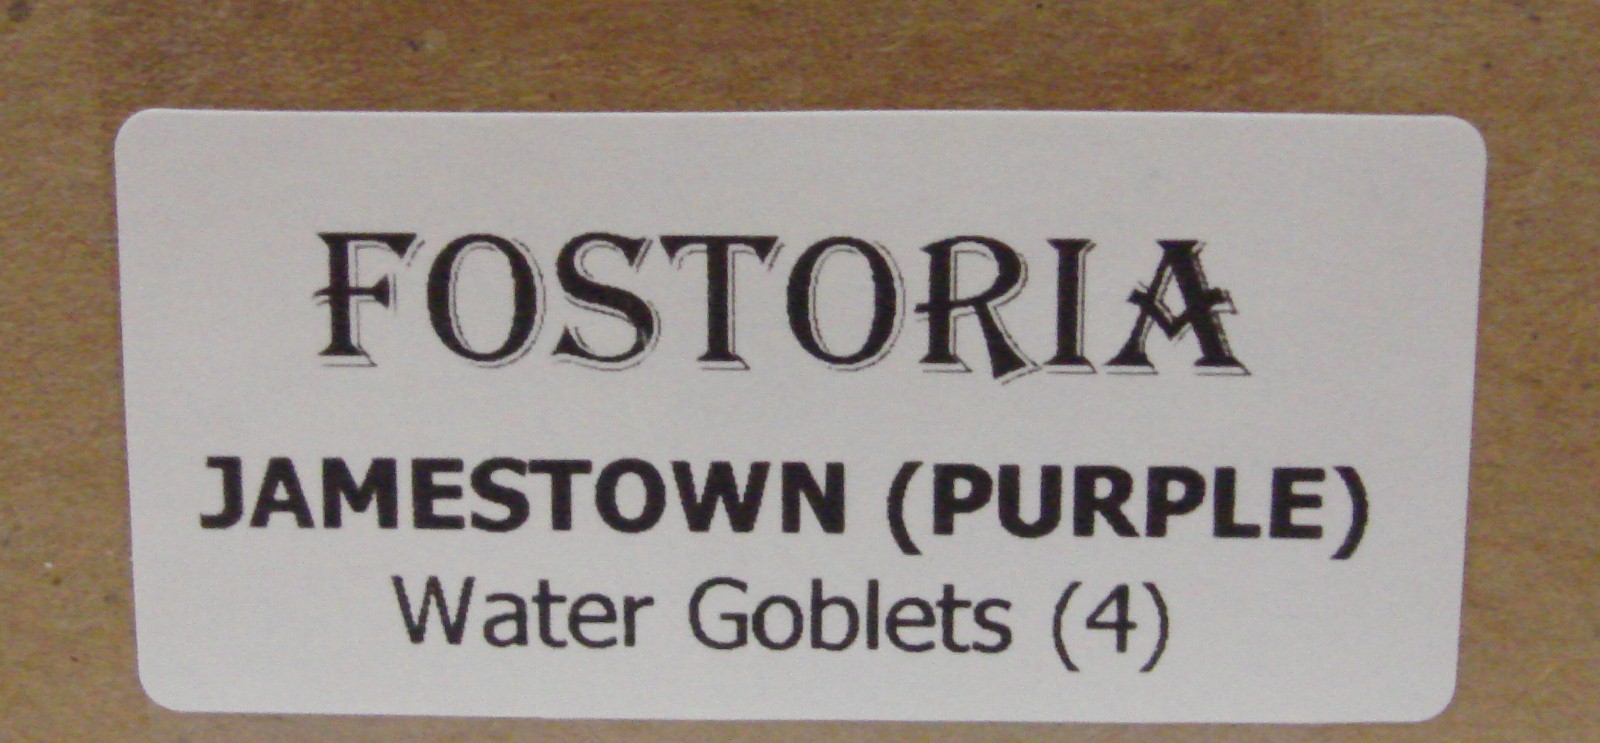 FOSTORIA
JAMESTOWN (PURPLE)
Water Goblets (4)